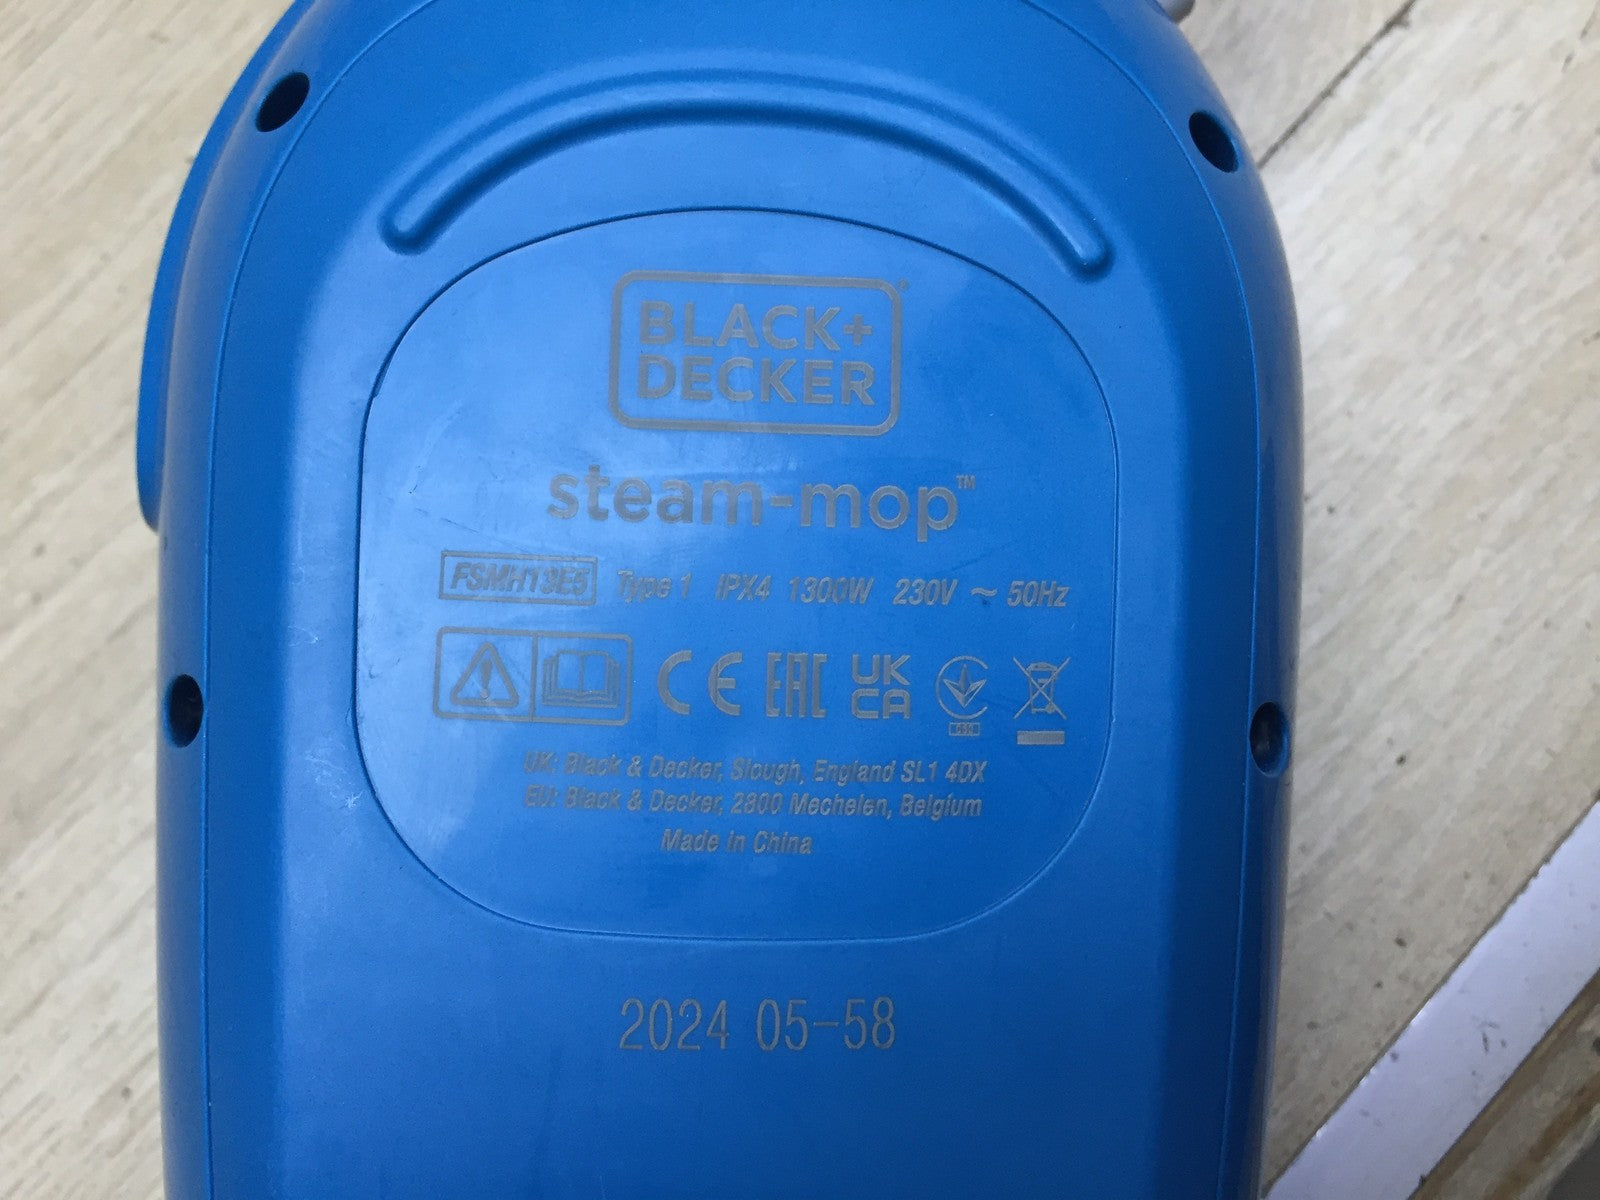 BLACK+
DECKER®
steam-mop™
FSMH13E5 Type 1 IPX4 1300W 230V ~ 50Hz
CE EAC UK
CA
UK: Black & Decker, Slough, England SL1 4DX
EU: Black & Decker, 2800 Mechelen, Belgium
Made in China
2024 05-58